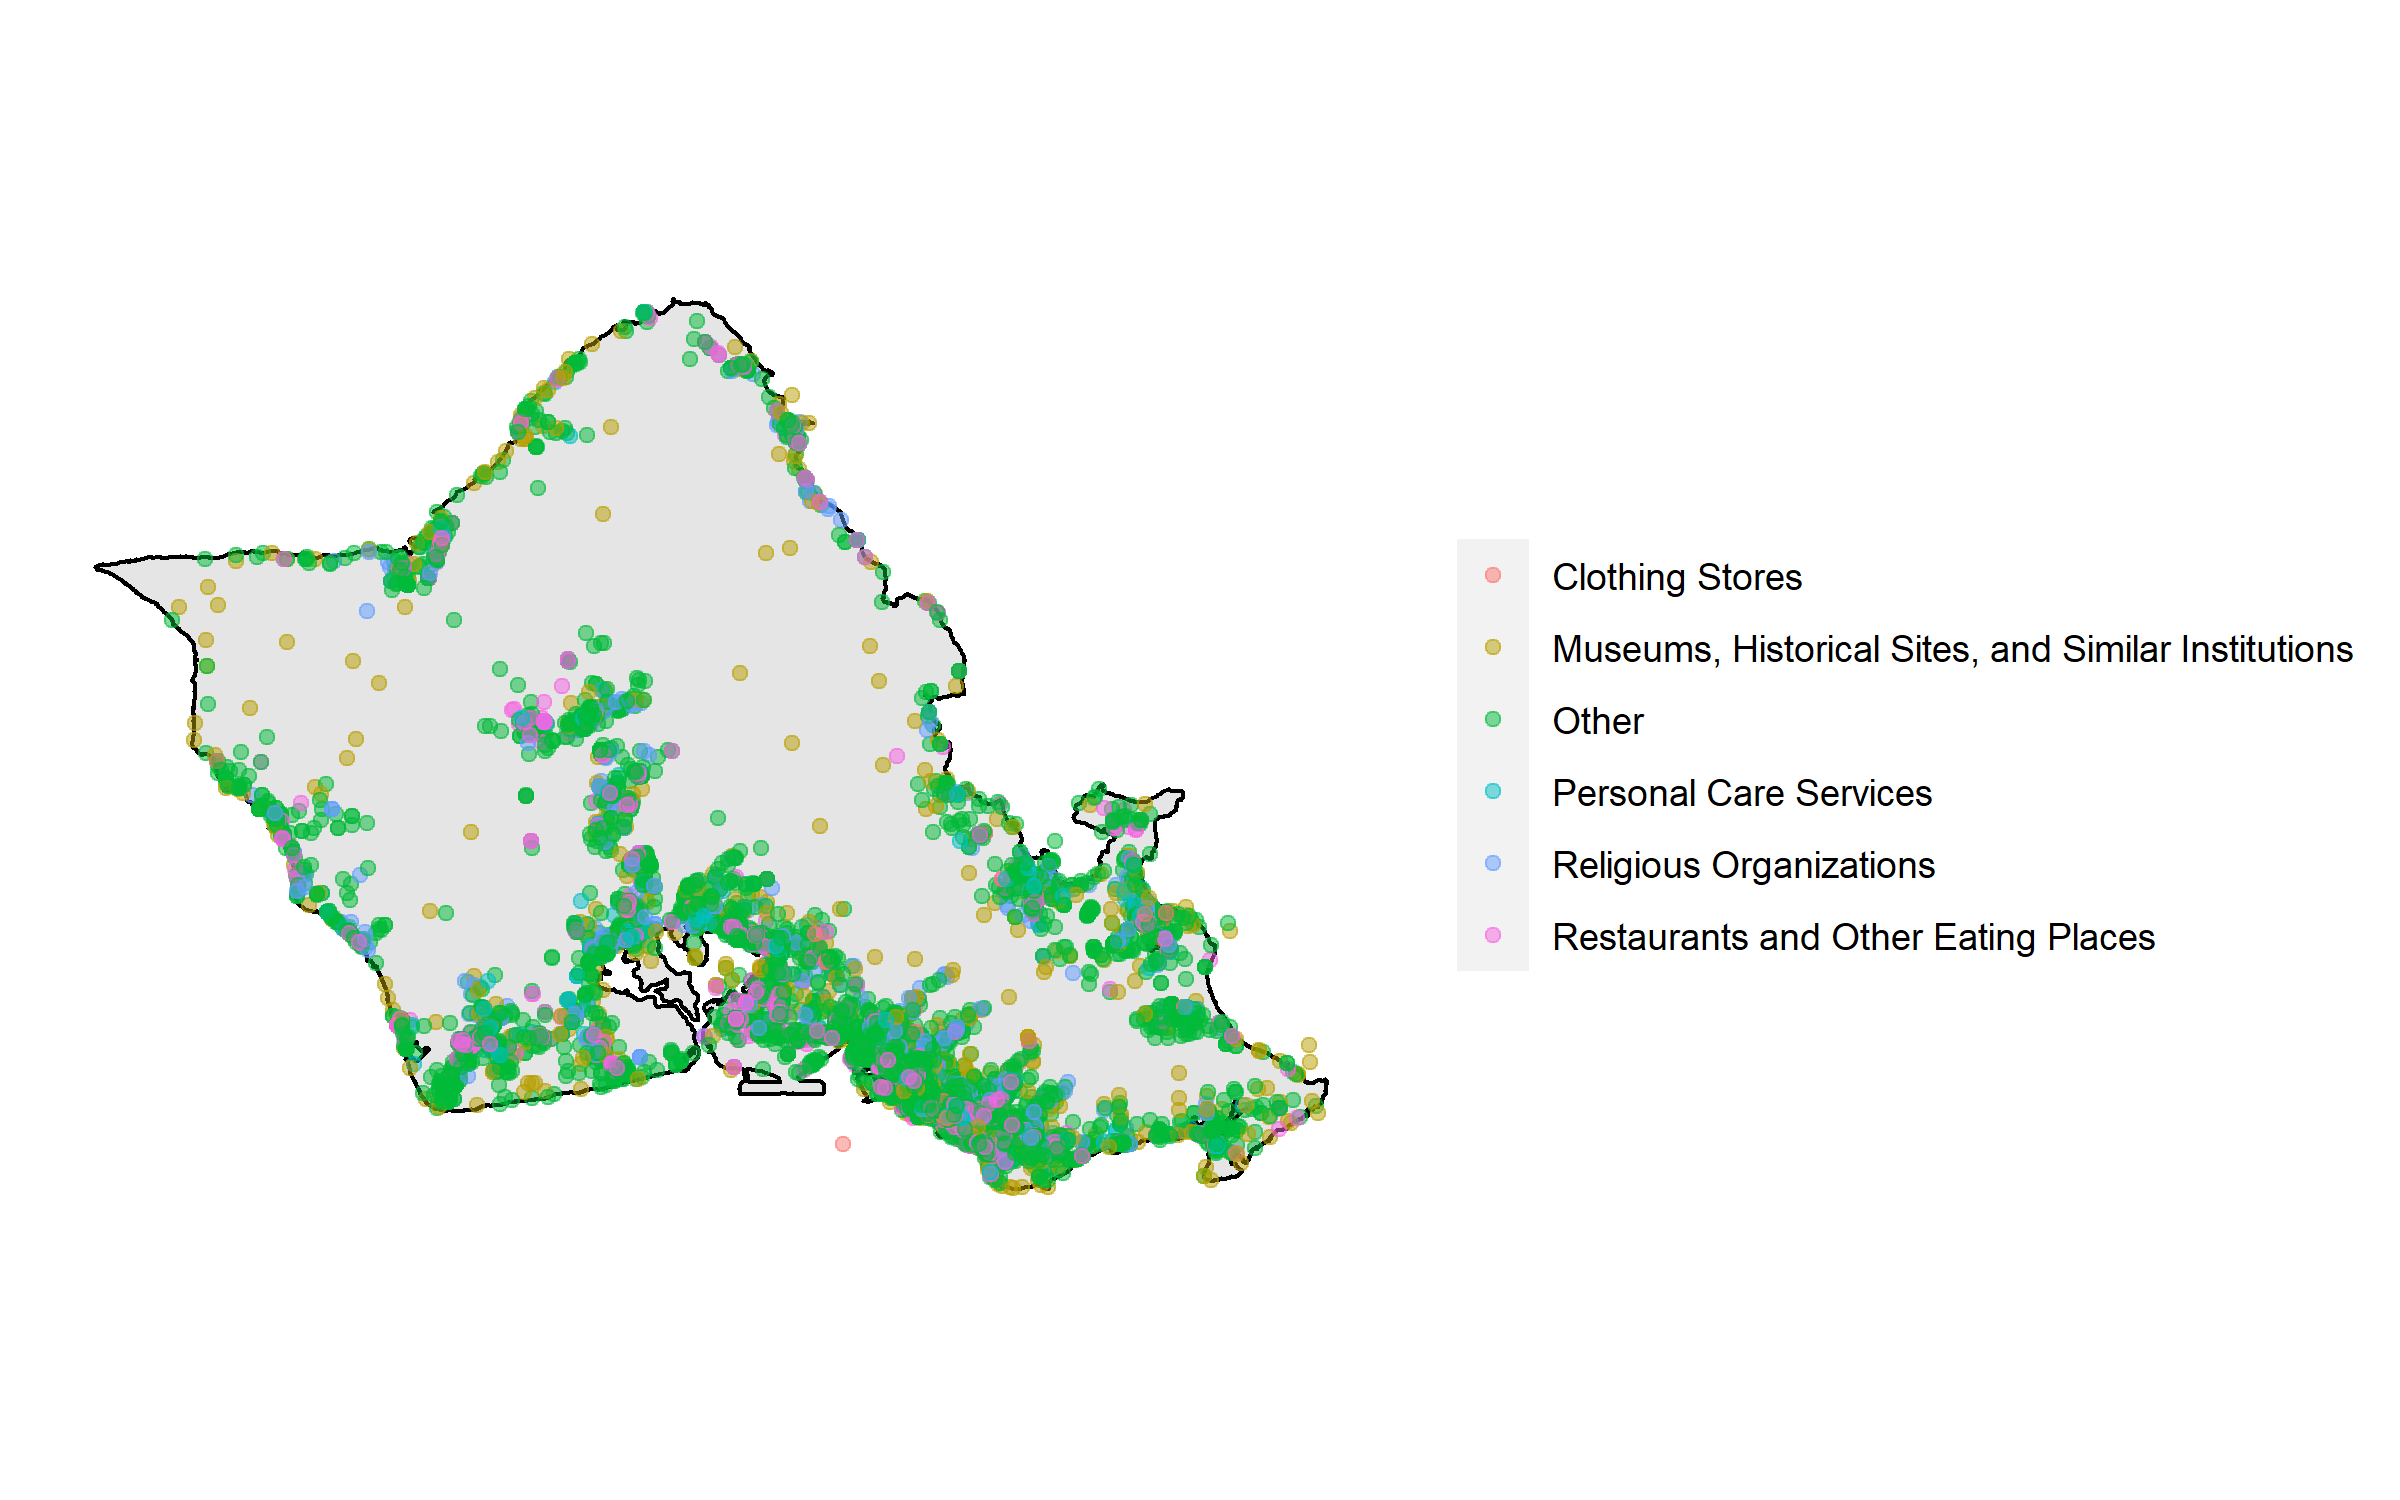 Clothing Stores
Museums, Historical Sites, and Similar Institutions
Other
Personal Care Services
Religious Organizations
Restaurants and Other Eating Places